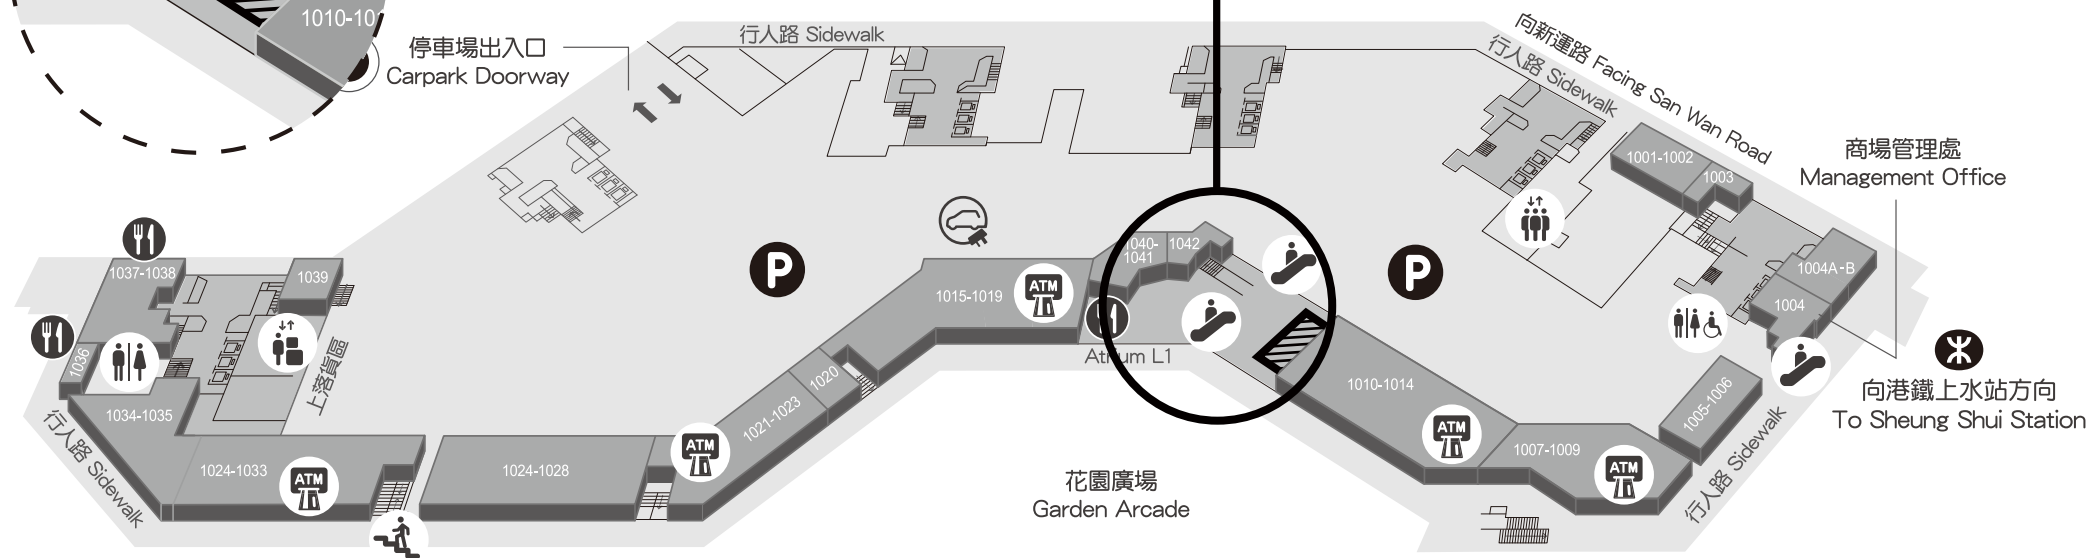 1010-10
停車場出入口
Carpark Doorway
行人路 Sidewalk
向新運路 Facing San Wan Road
行人路 Sidewalk
1001-1002
1003
商場管理處
Management Office
1004A-B
1004
P
P
1037-1038
1039
1036
1034-1035
上落貨區
行人路 Sidewalk
1024-1033
ATM
1024-1028
ATM
1021-1023
1020
1015-1019
ATM
1040-
1041
1042
Atrium L1
1010-1014
ATM
1007-1009
ATM
1005-1006
行人路 Sidewalk
向港鐵上水站方向
To Sheung Shui Station
花園廣場
Garden Arcade